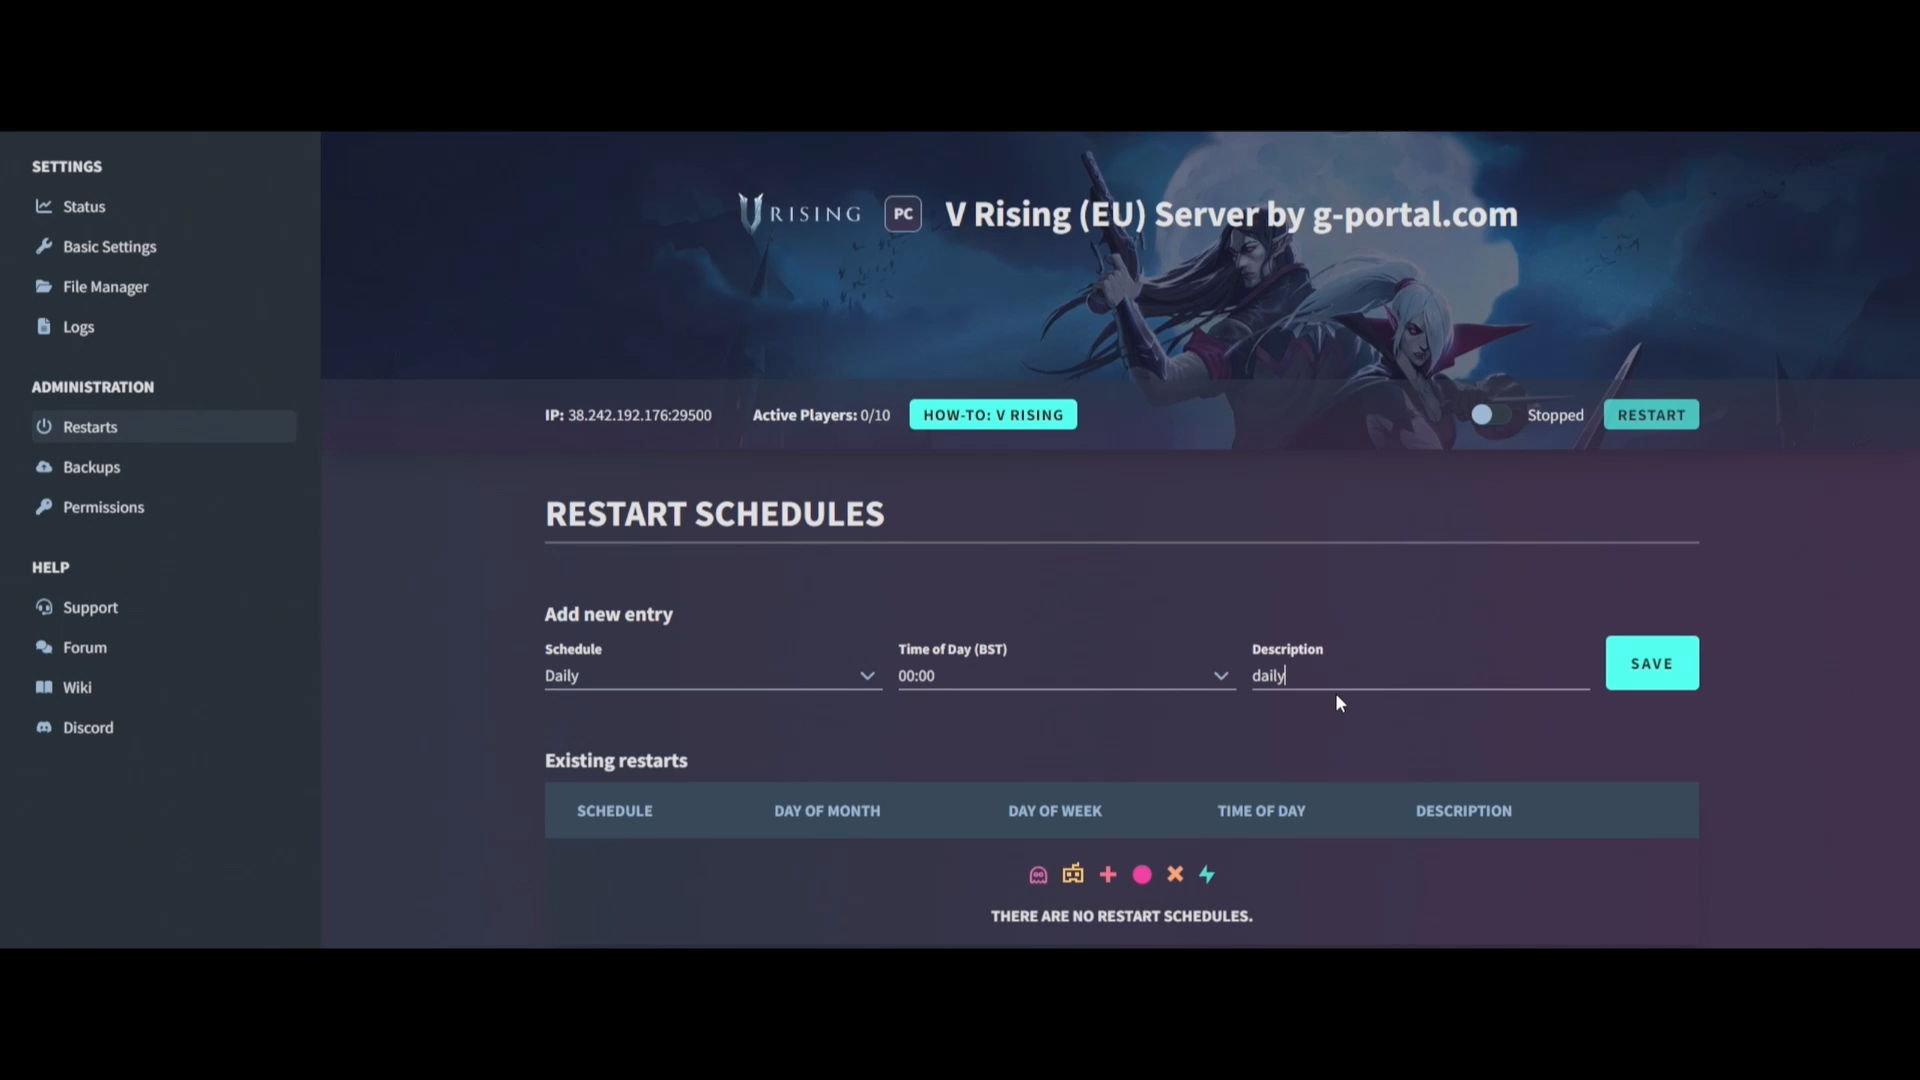 SETTINGS
Status
Basic Settings
File Manager
Logs
ADMINISTRATION
Restarts
Backups
Permissions
HELP
Support
Forum
Wiki
Discord
V RISING PC V Rising (EU) Server by g-portal.com
IP: 38.242.192.176:29500 Active Players: 0/10 HOW-TO: V RISING Stopped RESTART
RESTART SCHEDULES
Add new entry
Schedule Time of Day (BST) Description
Daily 00:00 daily SAVE
Existing restarts
SCHEDULE DAY OF MONTH DAY OF WEEK TIME OF DAY DESCRIPTION
THERE ARE NO RESTART SCHEDULES.